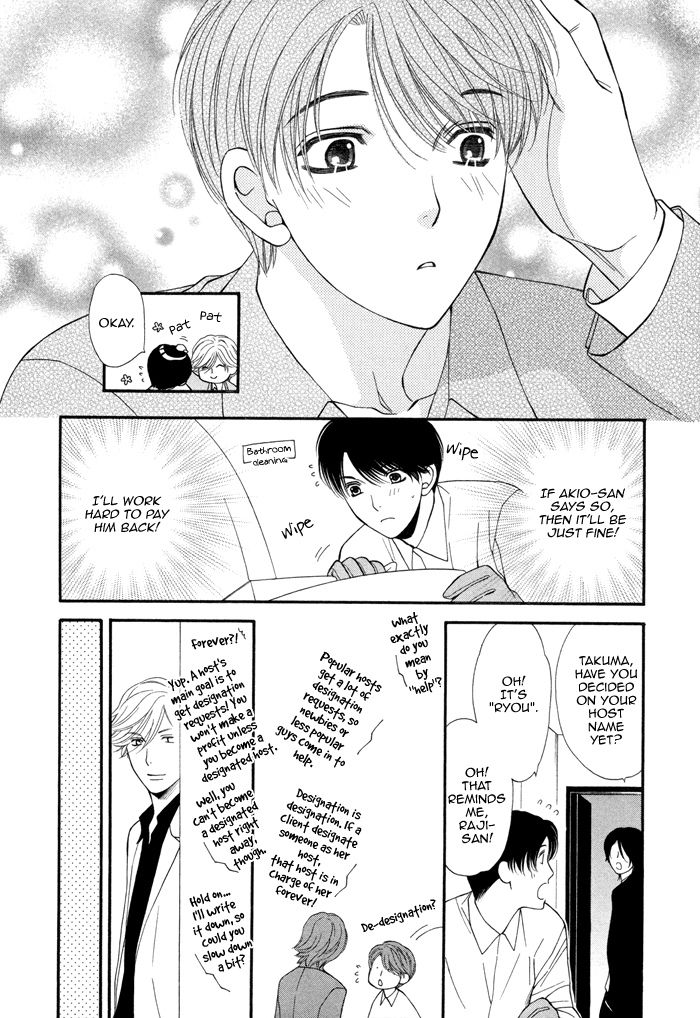 OKAY.
Pat
Pat
IF AKIO-SAN
SAYS SO,
THEN IT'LL BE
JUST FINE!
Wipe
Bathroom
cleaning
Wipe
I'LL WORK
HARD TO PAY
HIM BACK!
TAKUMA,
HAVE YOU
DECIDED
ON YOUR
HOST
NAME
YET?
OH!
IT'S
"RYOU".
OH!
THAT
REMINDS
ME,
RAJI-
SAN!
What
exactly
do you
mean
by
"help"?
Popular hosts
get a lot of
designation
requests, so
newbies or
less popular
guys come in to
help.
Designation is
designation. If a
Client designate
someone as her
host,
that host is in
charge of her
forever!
De-designation?
Forever?!
Yup. A host's
main goal is to
get designation
requests! You
won't make a
profit unless
you become a
designated host.
Well, you
can't become
a designated
host right
away,
though.
Hold on...
I'll write
it down, so
could you
slow down
a bit?